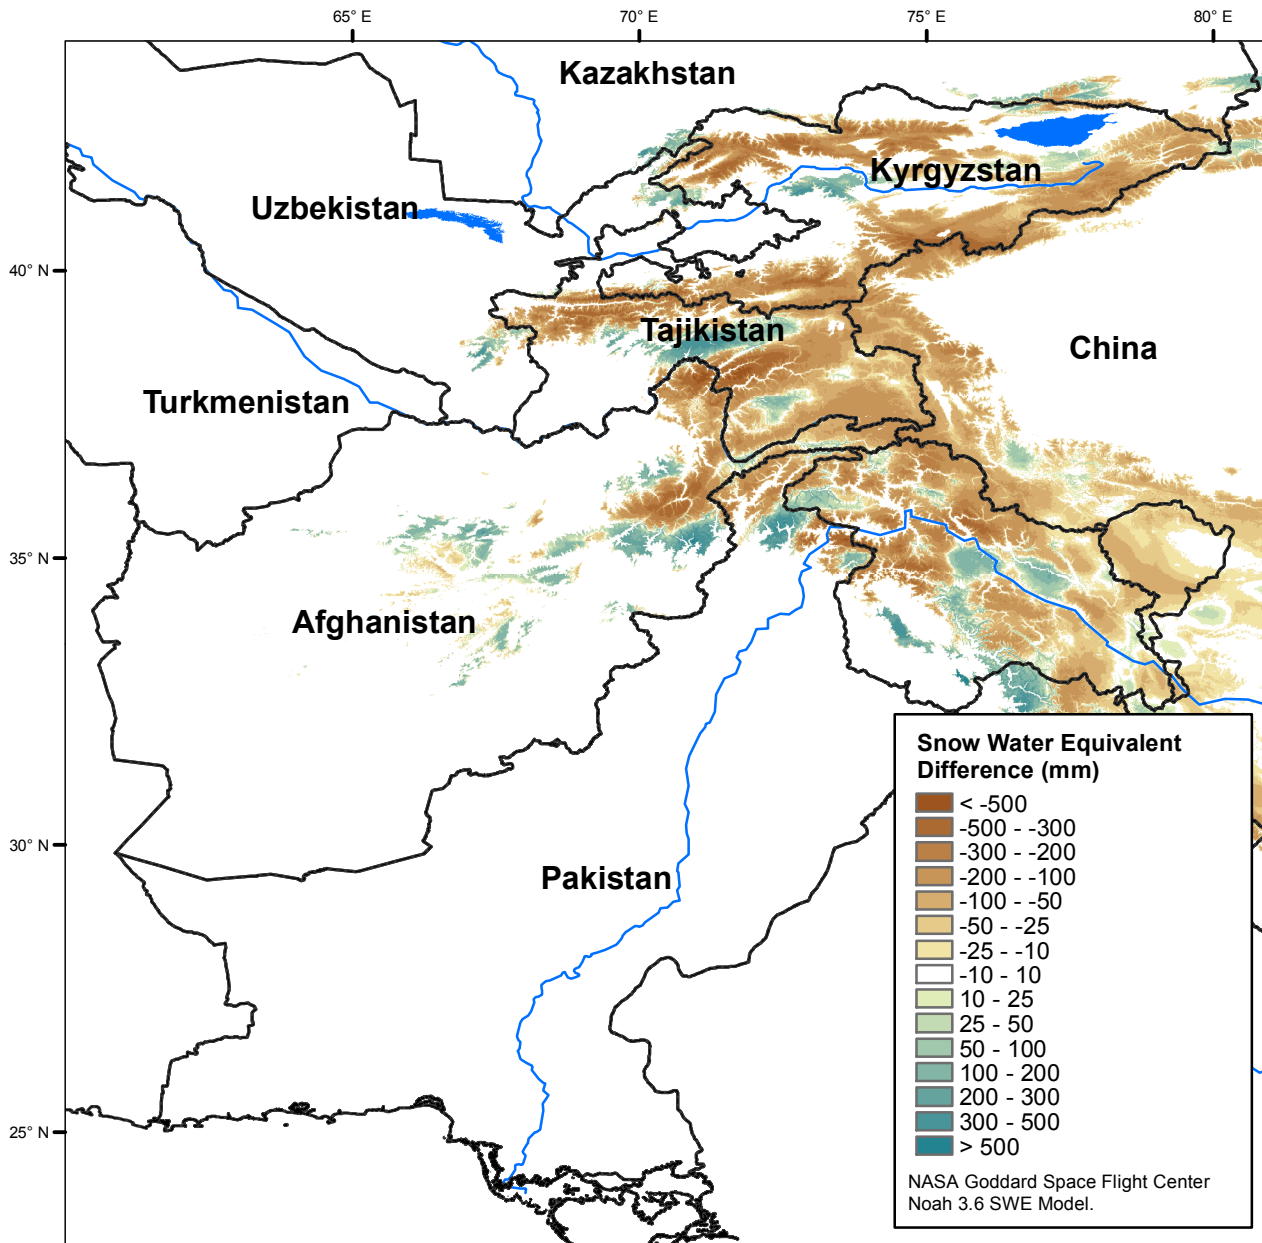 65° E
70° E
75° E
80° E
Kazakhstan
Kyrgyzstan
Uzbekistan
40° N
Tajikistan
China
Turkmenistan
35° N
Afghanistan
Snow Water Equivalent
Difference (mm)
< -500
-500 - -300
-300 - -200
-200 - -100
-100 - -50
-50 - -25
-25 - -10
-10 - 10
10 - 25
25 - 50
50 - 100
100 - 200
200 - 300
300 - 500
> 500
NASA Goddard Space Flight Center
Noah 3.6 SWE Model.
30° N
Pakistan
25° N